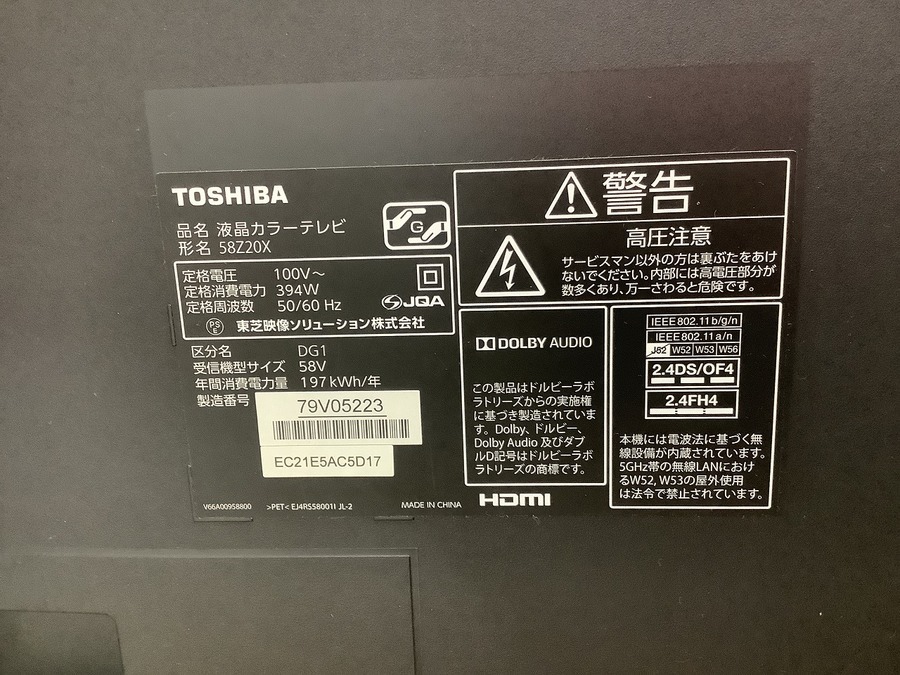 TOSHIBA
品名 液晶カラーテレビ
形名 58Z20X
G
定格電圧 100V～
定格消費電力 394W
定格周波数 50/60 Hz
JQA
PS
E
東芝映像ソリューション株式会社
区分名 DG1
受信機型サイズ 58V
年間消費電力量 197kWh/年
製造番号
79V05223
EC21E5AC5D17
V66A00958800 >PET< EJ4RSS8001I JL-2 MADE IN CHINA
警告
高圧注意
サービスマン以外の方は裏ぶたをあけ
ないでください。内部には高電圧部分が
数多くあり、万一さわると危険です。
DOLBY AUDIO
この製品はドルビーラボ
ラトリーズからの実施権
に基づき製造されていま
す。Dolby、ドルビー、
Dolby Audio 及びダブ
ルD記号はドルビーラボ
ラトリーズの商標です。
HDMI
IEEE802.11b/g/n
IEEE802.11a/n
J52 W52 W53 W56
2.4DS/OF4
2.4FH4
本機には電波法に基づく無
線設備が内蔵されています。
5GHz帯の無線LANにおけ
るW52, W53の屋外使用
は法令で禁止されています。